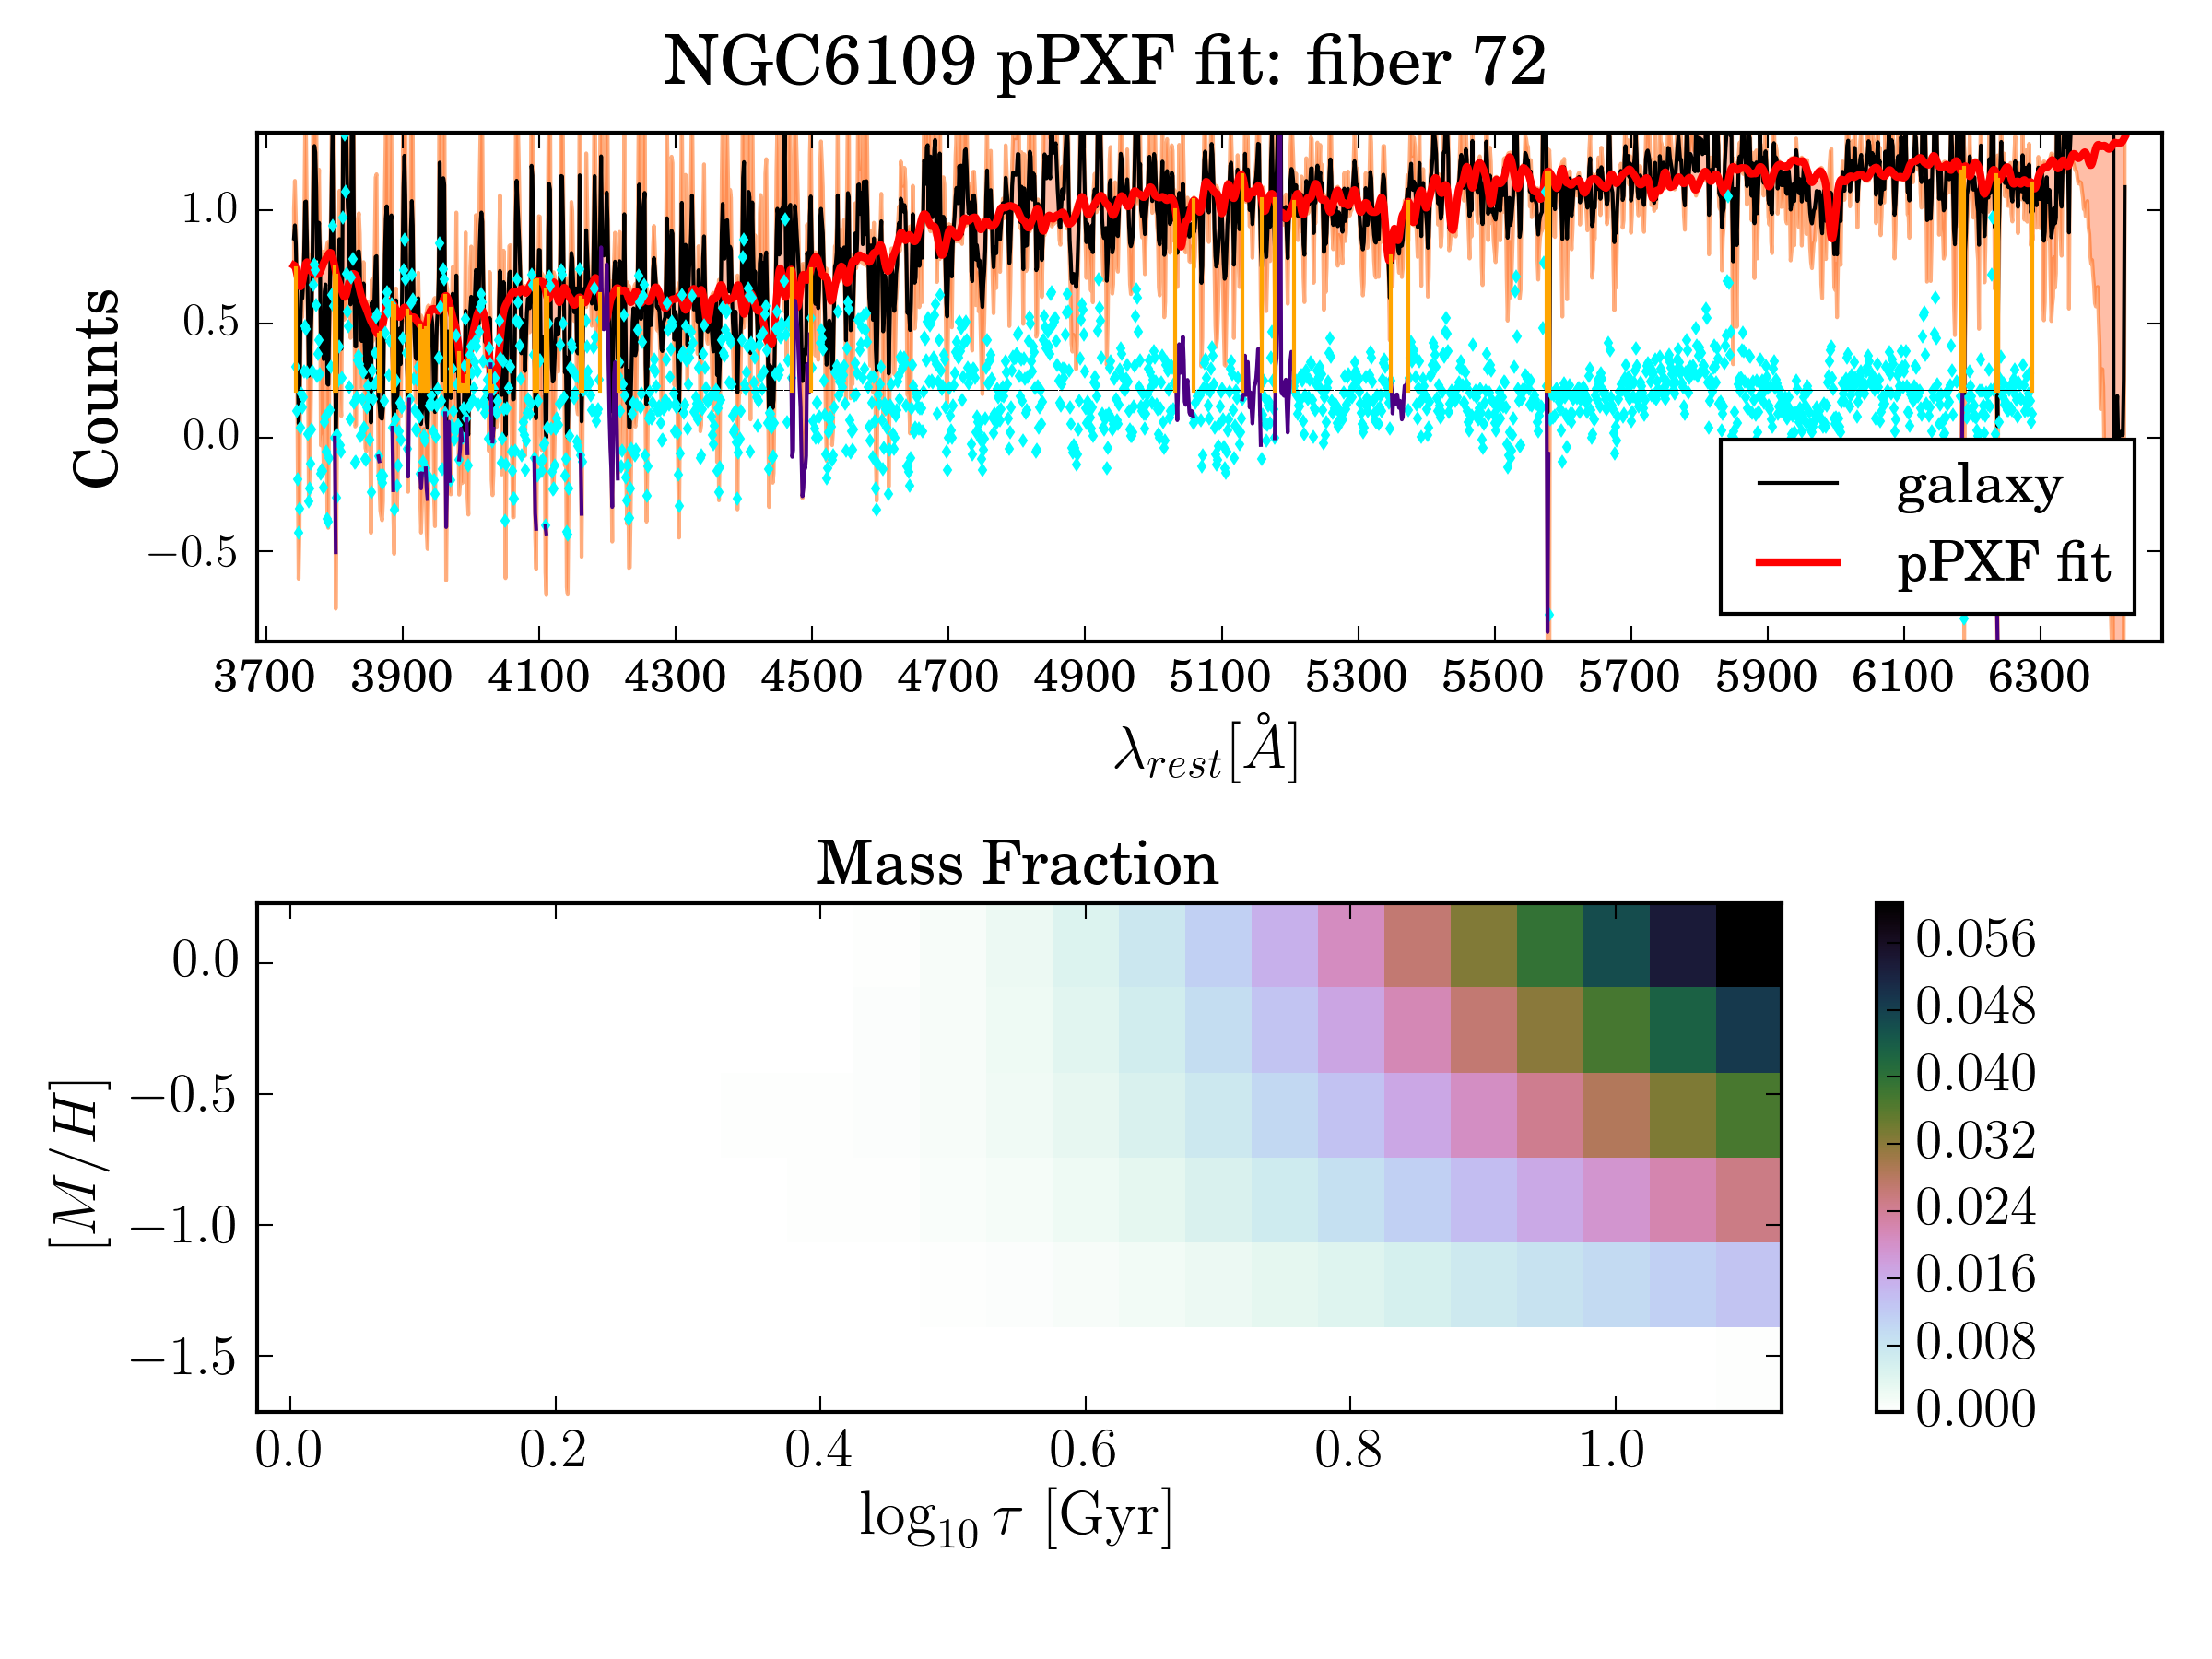 NGC6109 pPXF fit: fiber 72
Counts
1.0
0.5
0.0
−0.5
galaxy
pPXF fit
3700 3900 4100 4300 4500 4700 4900 5100 5300 5500 5700 5900 6100 6300
λrest[Å]
Mass Fraction
[M/H]
0.0
−0.5
−1.0
−1.5
0.0 0.2 0.4 0.6 0.8 1.0
log10 τ [Gyr]
0.056
0.048
0.040
0.032
0.024
0.016
0.008
0.000